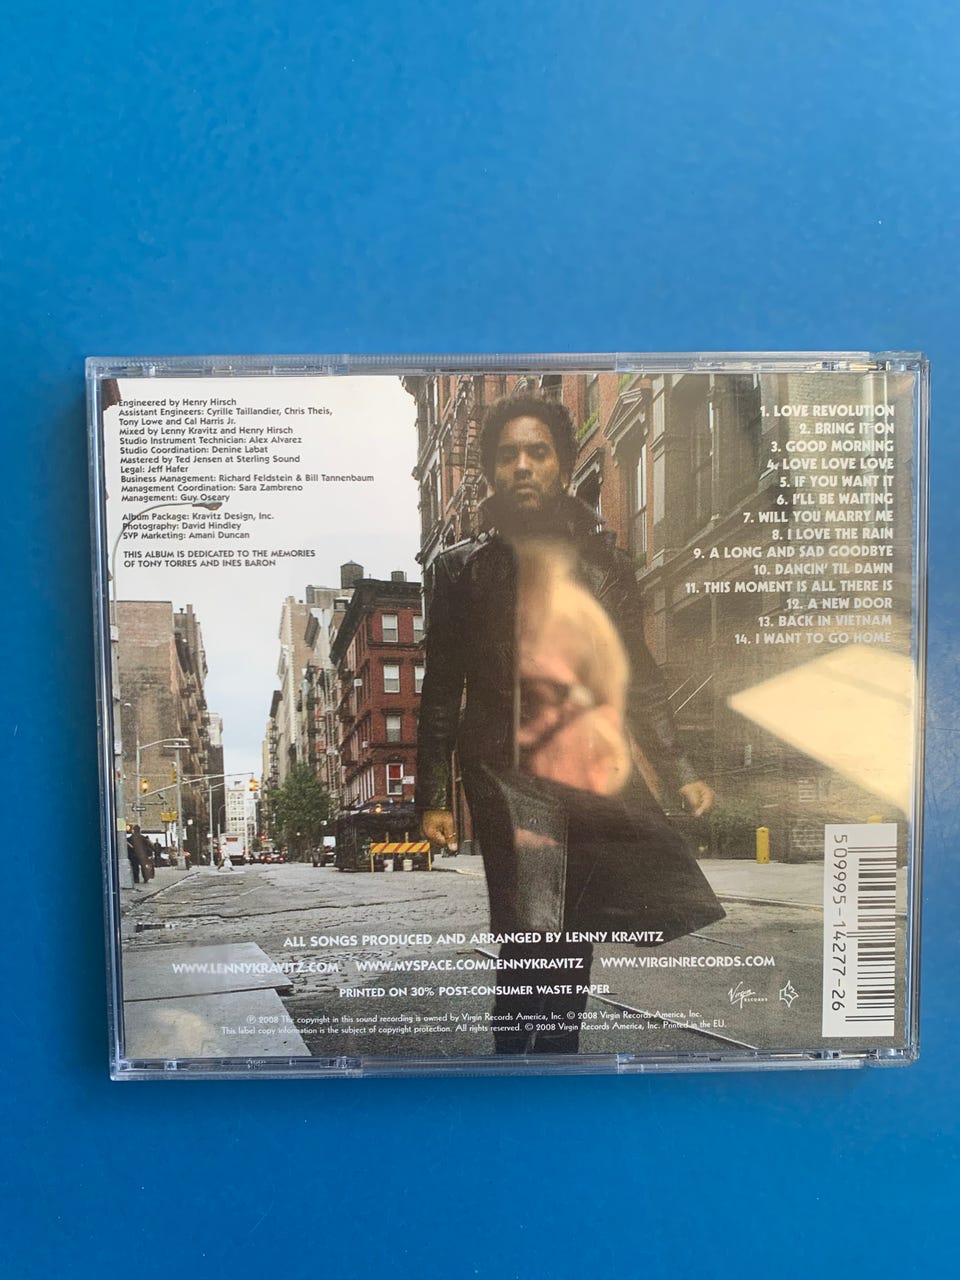 Engineered by Henry Hirsch
Assistant Engineers: Cyrille Taillandier, Chris Theis,
Tony Lowe and Cal Harris Jr.
Mixed by Lenny Kravitz and Henry Hirsch
Studio Instrument Technician: Alex Alvarez
Studio Coordination: Denine Labat
Mastered by Ted Jensen at Sterling Sound
Legal: Jeff Hafer
Business Management: Richard Feldstein & Bill Tannenbaum
Management Coordination: Sara Zambreno
Management: Guy Oseary
Album Package: Kravitz Design, Inc.
Photography: David Hindley
SVP Marketing: Amani Duncan
THIS ALBUM IS DEDICATED TO THE MEMORIES
OF TONY TORRES AND INES BARON
1. LOVE REVOLUTION
2. BRING IT ON
3. GOOD MORNING
4. LOVE LOVE LOVE
5. IF YOU WANT IT
6. I'LL BE WAITING
7. WILL YOU MARRY ME
8. I LOVE THE RAIN
9. A LONG AND SAD GOODBYE
10. DANCIN' TIL DAWN
11. THIS MOMENT IS ALL THERE IS
12. A NEW DOOR
13. BACK IN VIETNAM
14. I WANT TO GO HOME
5 099995-14277-26
ALL SONGS PRODUCED AND ARRANGED BY LENNY KRAVITZ
WWW.LENNYKRAVITZ.COM WWW.MYSPACE.COM/LENNYKRAVITZ WWW.VIRGINRECORDS.COM
PRINTED ON 30% POST-CONSUMER WASTE PAPER
Virgin RECORDS
℗ 2008 The copyright in this sound recording is owned by Virgin Records America, Inc. © 2008 Virgin Records America, Inc.
This label copy information is the subject of copyright protection. All rights reserved. © 2008 Virgin Records America, Inc. Printed in the EU.